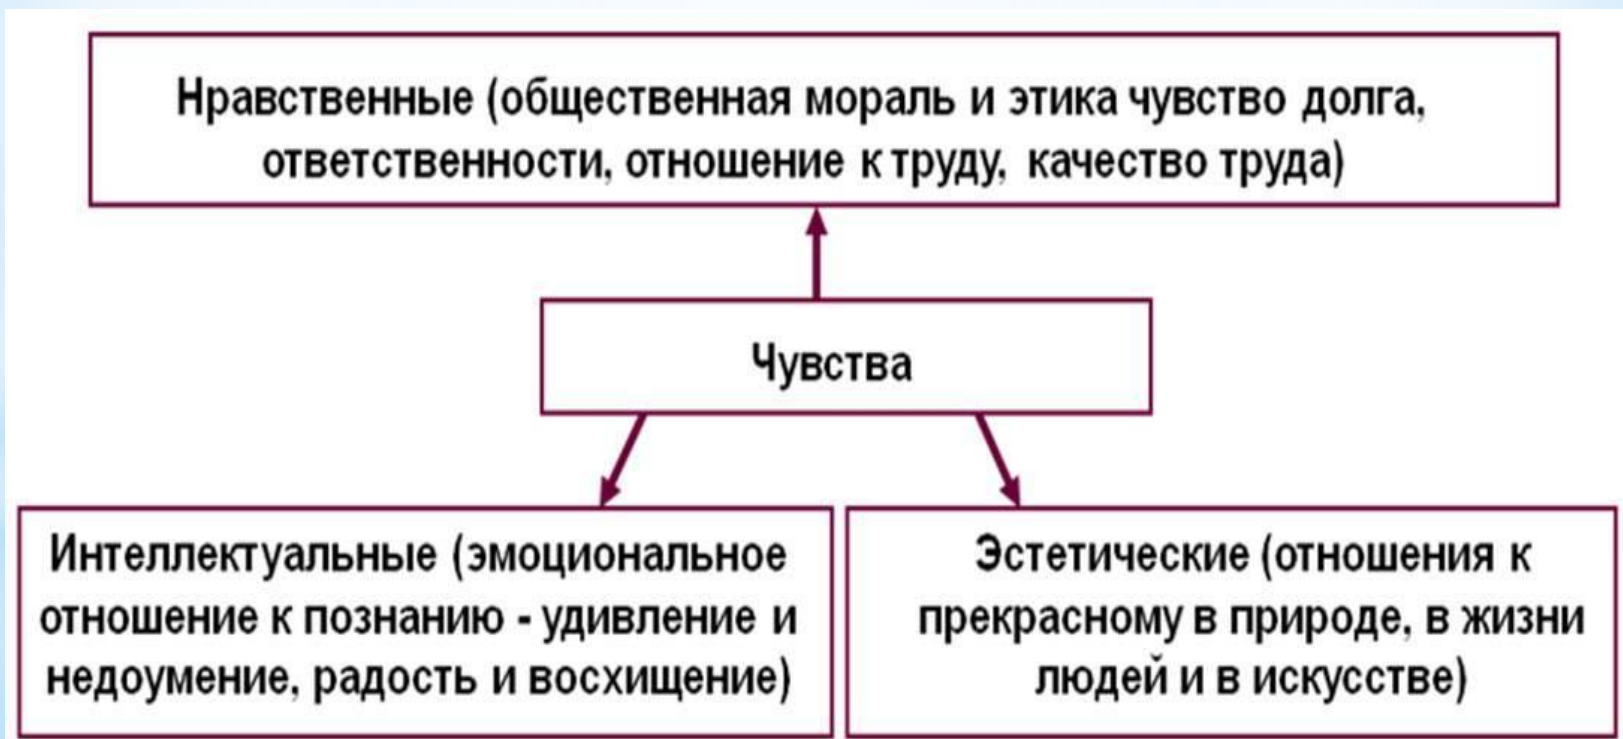 Нравственные (общественная мораль и этика чувство долга,
ответственности, отношение к труду, качество труда)
Чувства
Интеллектуальные (эмоциональное
отношение к познанию - удивление и
недоумение, радость и восхищение)
Эстетические (отношения к
прекрасному в природе, в жизни
людей и в искусстве)